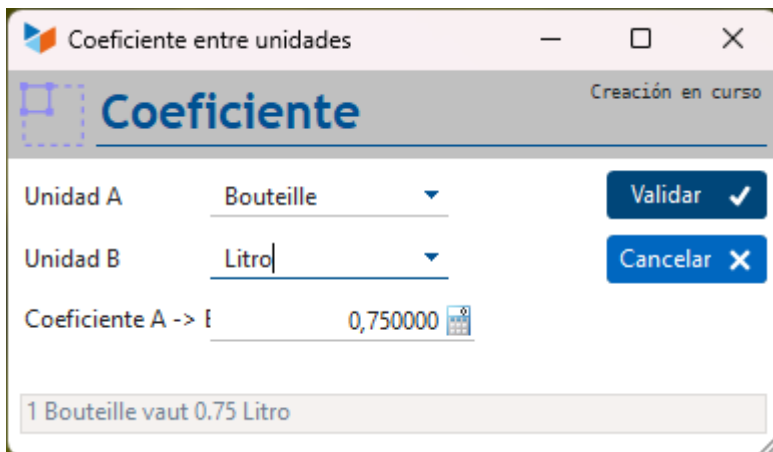 Coeficiente entre unidades
Creación en curso
Coeficiente
Unidad A Bouteille Validar
Unidad B Litro Cancelar
Coeficiente A -> 0,750000
1 Bouteille vaut 0.75 Litro